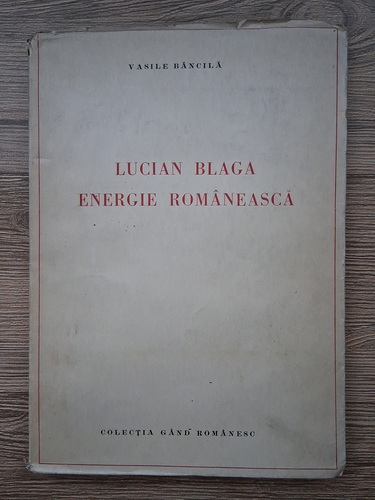 VASILE BĂNCILĂ
LUCIAN BLAGA
ENERGIE ROMÂNEASCĂ
COLECȚIA GÂND ROMÂNESC